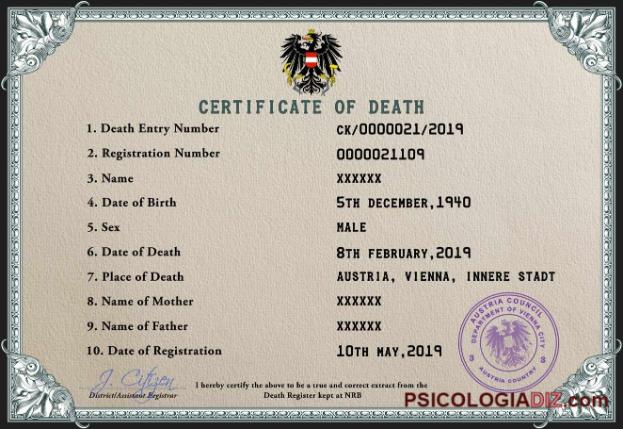 CERTIFICATE OF DEATH
1. Death Entry Number CK/0000021/2019
2. Registration Number 0000021109
3. Name XXXXXX
4. Date of Birth 5TH DECEMBER,1940
5. Sex MALE
6. Date of Death 8TH FEBRUARY,2019
7. Place of Death AUSTRIA, VIENNA, INNERE STADT
8. Name of Mother XXXXXX
9. Name of Father XXXXXX
10. Date of Registration 10TH MAY,2019
AUSTRIA COUNCIL
DEPARTMENT OF VIENNA CITY
3 3
AUSTRIA COUNTRY
J. Citizen
District/Assistant Registrar
I hereby certify the above to be a true and correct extract from the
Death Register kept at NRB
PSICOLOGIADIZ.com